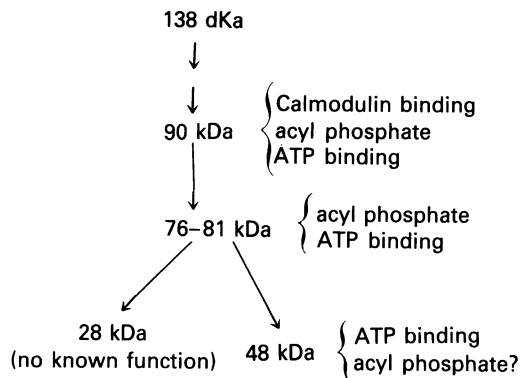 138 dKa
Calmodulin binding
90 kDa
acyl phosphate
ATP binding
76–81 kDa
acyl phosphate
ATP binding
28 kDa
(no known function)
48 kDa
ATP binding
acyl phosphate?